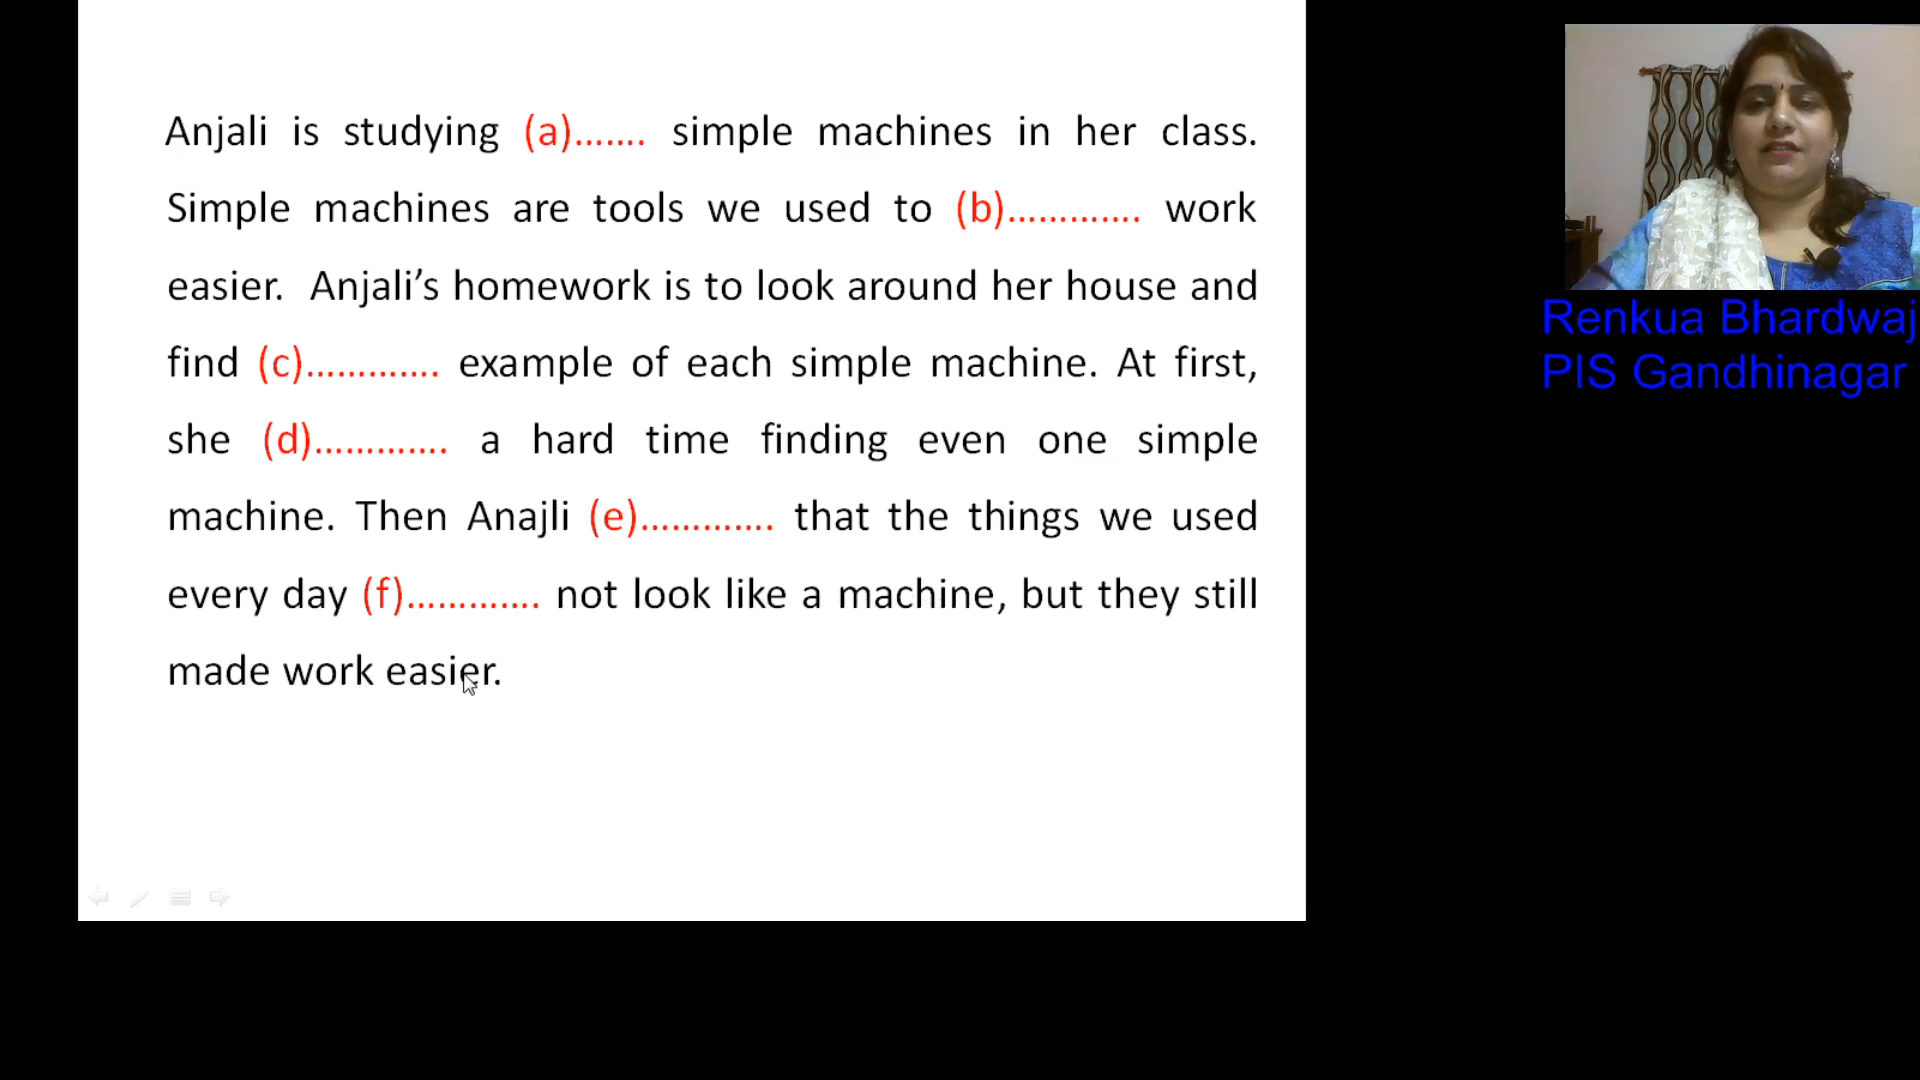 Anjali is studying (a)....... simple machines in her class.
Simple machines are tools we used to (b)............. work
easier.  Anjali’s homework is to look around her house and
find (c)............. example of each simple machine. At first,
she (d)............. a hard time finding even one simple
machine. Then Anajli (e)............. that the things we used
every day (f)............. not look like a machine, but they still
made work easier.
Renkua Bhardwaj
PIS Gandhinagar